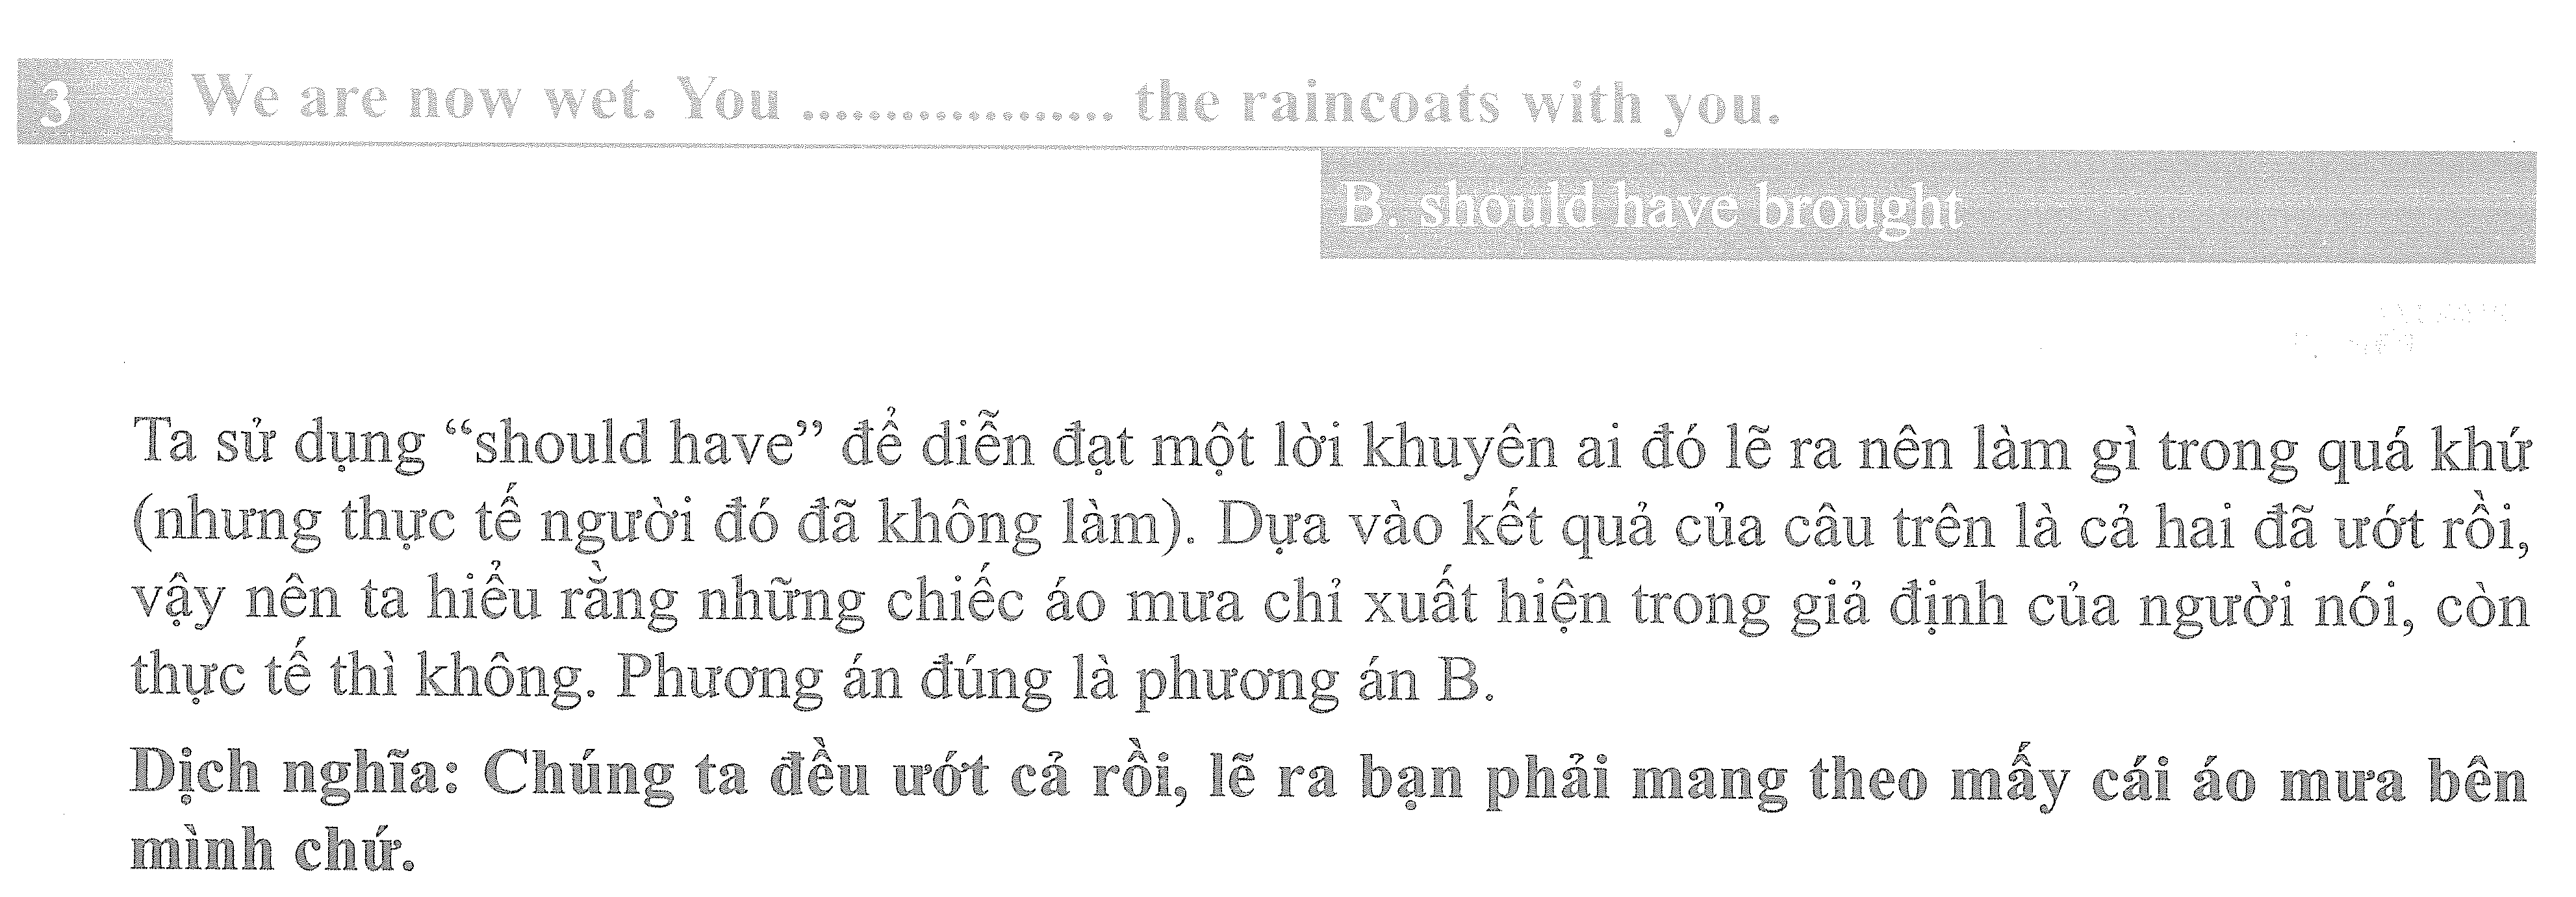 3 We are now wet. You ................... the raincoats with you.
B. should have brought
Ta sử dụng “should have” để diễn đạt một lời khuyên ai đó lẽ ra nên làm gì trong quá khứ
(nhưng thực tế người đó đã không làm). Dựa vào kết quả của câu trên là cả hai đã ướt rồi,
vậy nên ta hiểu rằng những chiếc áo mưa chỉ xuất hiện trong giả định của người nói, còn
thực tế thì không. Phương án đúng là phương án B.
Dịch nghĩa: Chúng ta đều ướt cả rồi, lẽ ra bạn phải mang theo mấy cái áo mưa bên
mình chứ.